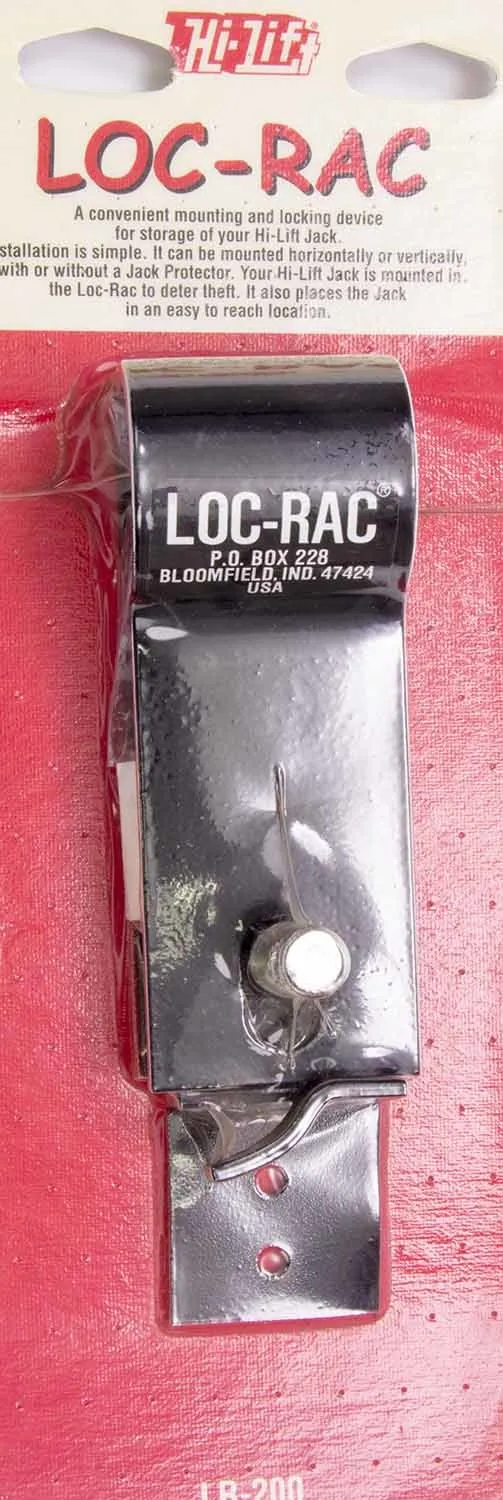 Hi-Lift®
LOC-RAC
A convenient mounting and locking device
for storage of your Hi-Lift Jack.
stallation is simple. It can be mounted horizontally or vertically,
with or without a Jack Protector. Your Hi-Lift Jack is mounted in
the Loc-Rac to deter theft. It also places the Jack
in an easy to reach location.
LOC-RAC®
P.O. BOX 228
BLOOMFIELD, IND. 47424
USA
LR-200